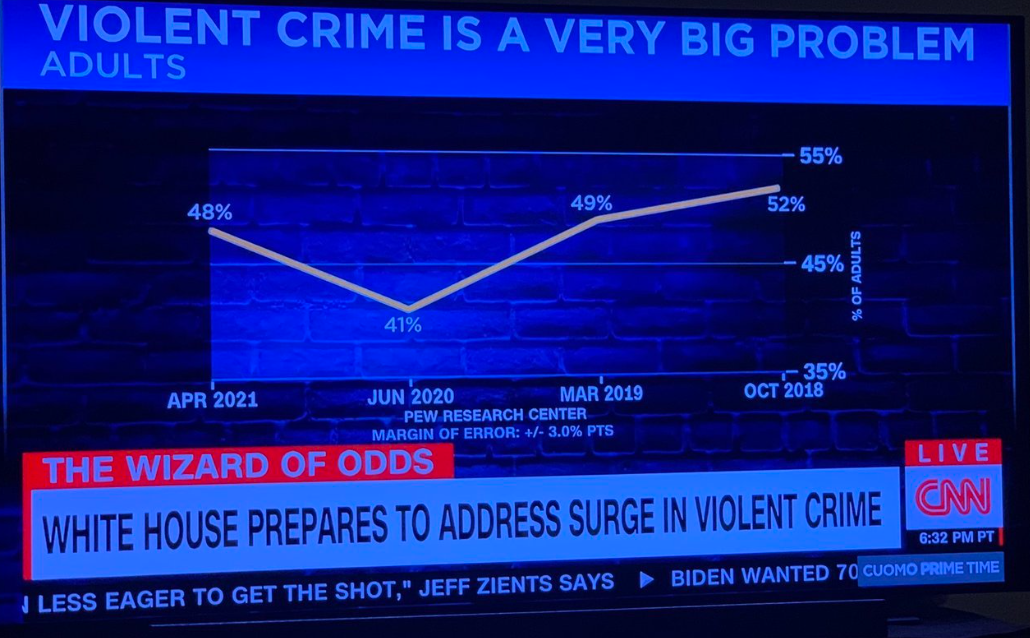 VIOLENT CRIME IS A VERY BIG PROBLEM
ADULTS
55%
48%
49%
52%
45%
% OF ADULTS
41%
35%
APR 2021
JUN 2020
MAR 2019
OCT 2018
PEW RESEARCH CENTER
MARGIN OF ERROR: +/- 3.0% PTS
THE WIZARD OF ODDS
LIVE
CNN
WHITE HOUSE PREPARES TO ADDRESS SURGE IN VIOLENT CRIME
6:32 PM PT
LESS EAGER TO GET THE SHOT," JEFF ZIENTS SAYS ▶ BIDEN WANTED 70
CUOMO PRIME TIME